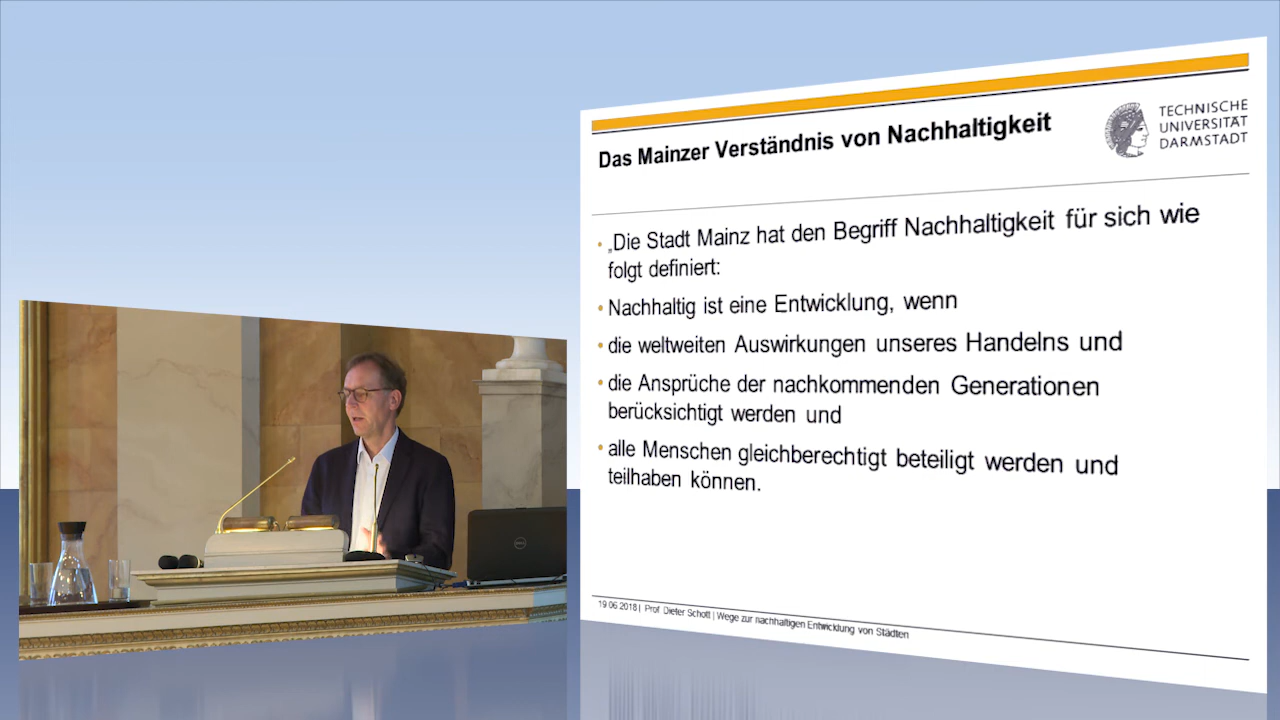 Das Mainzer Verständnis von Nachhaltigkeit
TECHNISCHE
UNIVERSITÄT
DARMSTADT
„Die Stadt Mainz hat den Begriff Nachhaltigkeit für sich wie
folgt definiert:
Nachhaltig ist eine Entwicklung, wenn
die weltweiten Auswirkungen unseres Handelns und
die Ansprüche der nachkommenden Generationen
berücksichtigt werden und
alle Menschen gleichberechtigt beteiligt werden und
teilhaben können.
19.06.2018 | Prof. Dieter Schott | Wege zur nachhaltigen Entwicklung von Städten
DELL